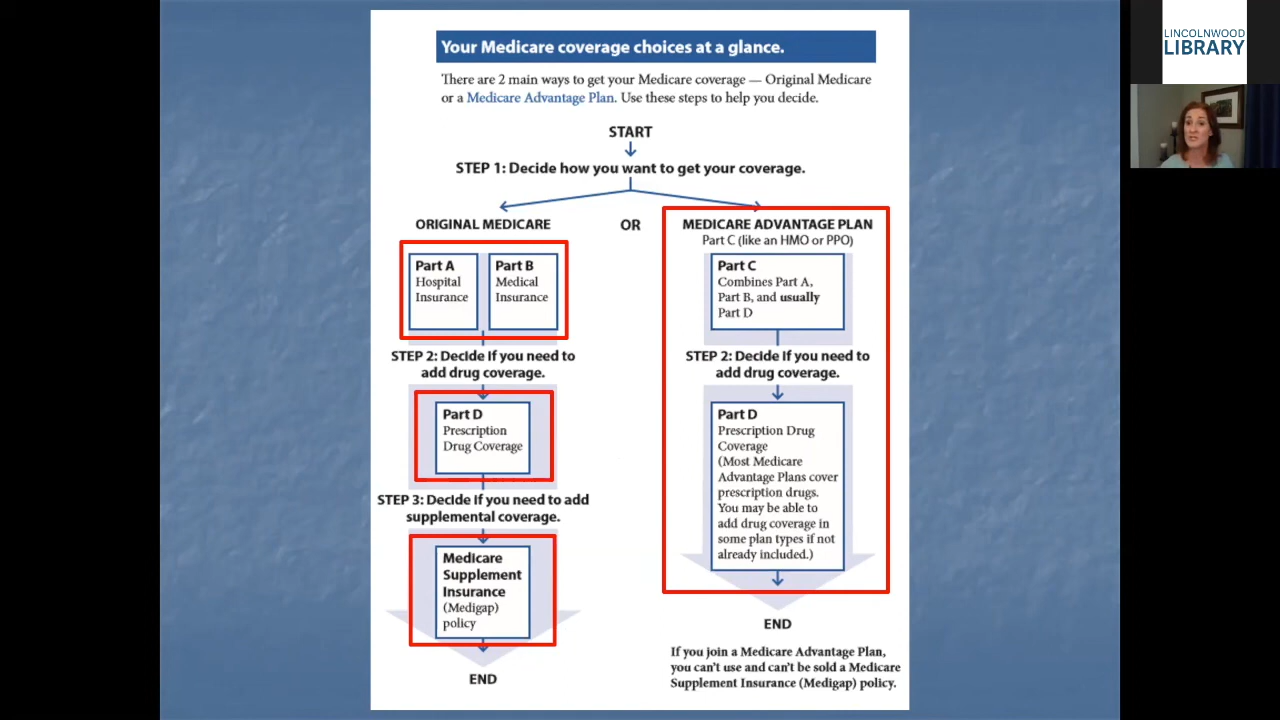 Your Medicare coverage choices at a glance.
There are 2 main ways to get your Medicare coverage — Original Medicare
or a Medicare Advantage Plan. Use these steps to help you decide.
START
STEP 1: Decide how you want to get your coverage.
ORIGINAL MEDICARE
OR
MEDICARE ADVANTAGE PLAN
Part C (like an HMO or PPO)
Part A
Hospital
Insurance
Part B
Medical
Insurance
STEP 2: Decide if you need to
add drug coverage.
Part D
Prescription
Drug Coverage
STEP 3: Decide if you need to add
supplemental coverage.
Medicare
Supplement
Insurance
(Medigap)
policy
END
Part C
Combines Part A,
Part B, and usually
Part D
STEP 2: Decide if you need to
add drug coverage.
Part D
Prescription Drug
Coverage
(Most Medicare
Advantage Plans cover
prescription drugs.
You may be able to
add drug coverage in
some plan types if not
already included.)
END
If you join a Medicare Advantage Plan,
you can't use and can't be sold a Medicare
Supplement Insurance (Medigap) policy.
LINCOLNWOOD
LIBRARY